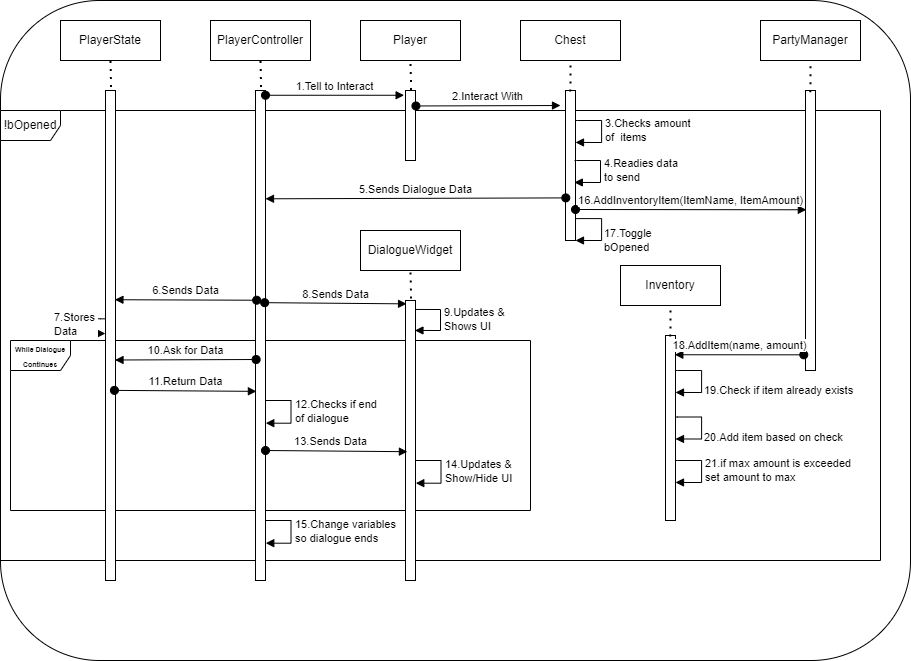 PlayerState
PlayerController
Player
Chest
PartyManager
1.Tell to Interact
2.Interact With
!bOpened
3.Checks amount
of  items
4.Readies data
to send
5.Sends Dialogue Data
16.AddInventoryItem(ItemName, ItemAmount)
17.Toggle
bOpened
DialogueWidget
Inventory
6.Sends Data
8.Sends Data
7.Stores
Data
9.Updates &
Shows UI
While Dialogue
Continues
10.Ask for Data
18.AddItem(name, amount)
11.Return Data
19.Check if item already exists
12.Checks if end
of dialogue
13.Sends Data
20.Add item based on check
14.Updates &
Show/Hide UI
21.if max amount is exceeded
set amount to max
15.Change variables
so dialogue ends